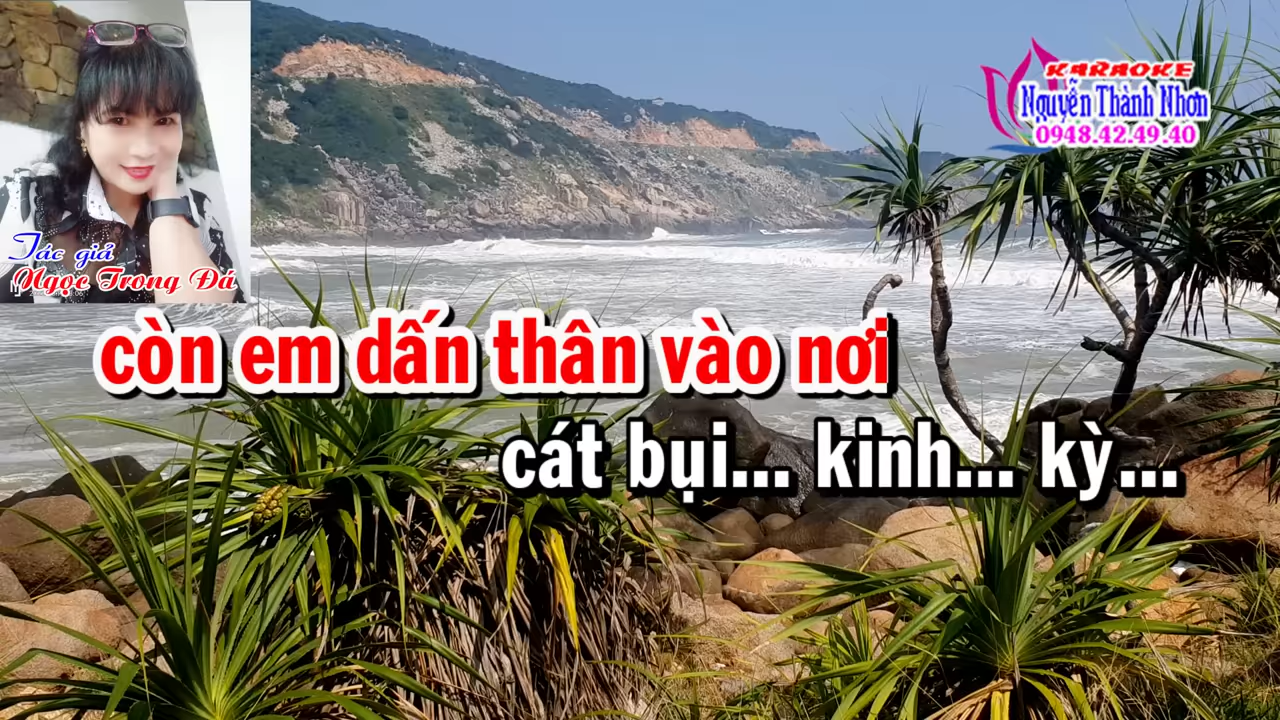 KARAOKE
Nguyễn Thành Nhơn
0948.42.49.40
Tác giả
Ngọc Trong Đá
còn em dấn thân vào nơi
cát bụi... kinh... kỳ...